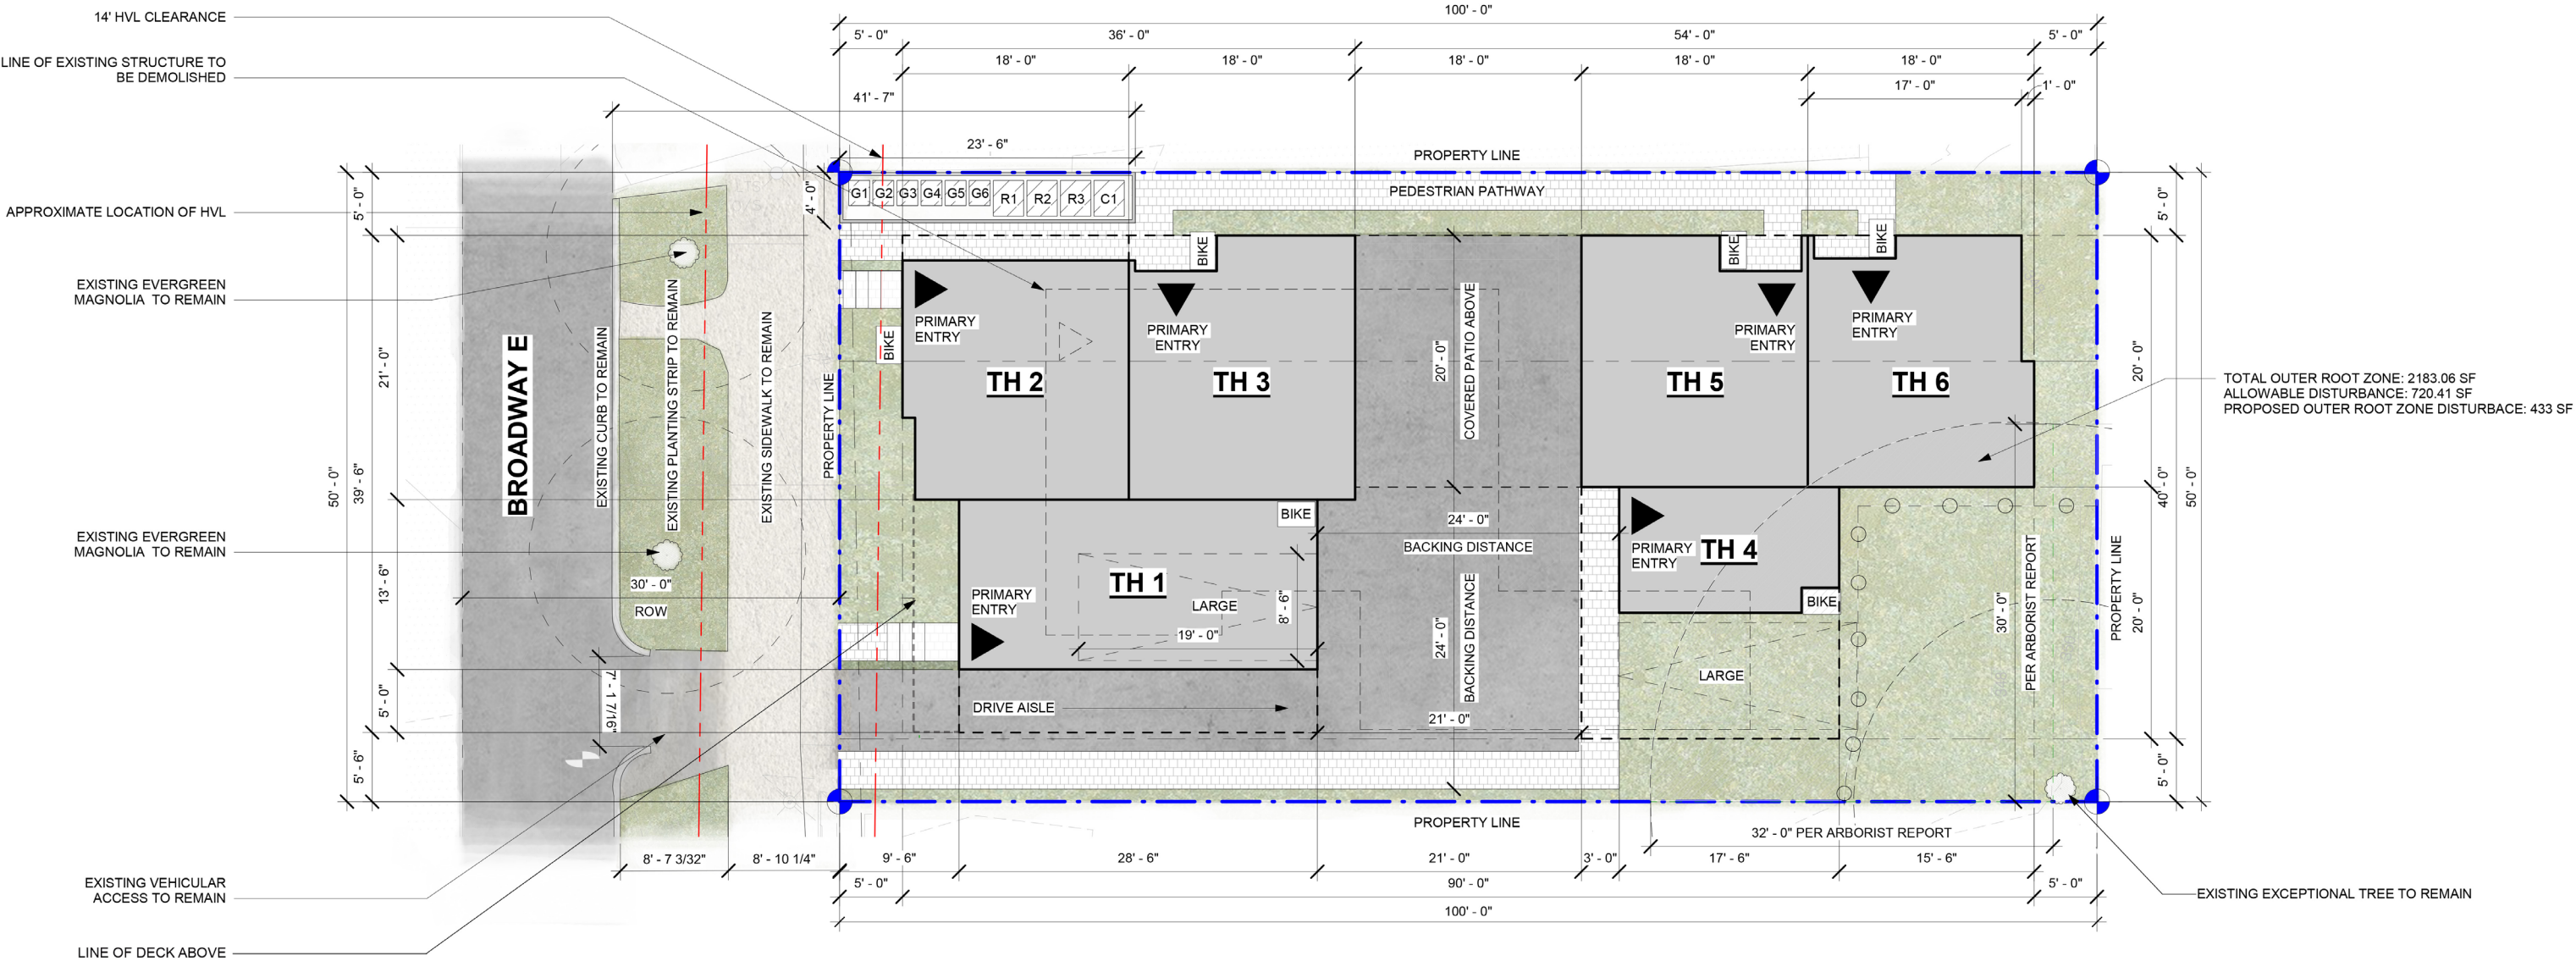 14' HVL CLEARANCE
LINE OF EXISTING STRUCTURE TO
BE DEMOLISHED
APPROXIMATE LOCATION OF HVL
EXISTING EVERGREEN
MAGNOLIA TO REMAIN
EXISTING EVERGREEN
MAGNOLIA TO REMAIN
EXISTING VEHICULAR
ACCESS TO REMAIN
LINE OF DECK ABOVE
100' - 0"
5' - 0"
36' - 0"
54' - 0"
5' - 0"
18' - 0"
18' - 0"
18' - 0"
18' - 0"
18' - 0"
17' - 0"
1' - 0"
41' - 7"
23' - 6"
PROPERTY LINE
PEDESTRIAN PATHWAY
G1
G2
G3
G4
G5
G6
R1
R2
R3
C1
4' - 0"
5' - 0"
50' - 0"
39' - 6"
21' - 0"
13' - 6"
5' - 0"
5' - 6"
BROADWAY E
EXISTING CURB TO REMAIN
EXISTING PLANTING STRIP TO REMAIN
EXISTING SIDEWALK TO REMAIN
PROPERTY LINE
30' - 0"
ROW
7' - 1 7/16"
BIKE
PRIMARY
ENTRY
TH 2
BIKE
PRIMARY
ENTRY
TH 3
20' - 0"
COVERED PATIO ABOVE
BIKE
PRIMARY
ENTRY
TH 5
BIKE
PRIMARY
ENTRY
TH 6
BIKE
PRIMARY
ENTRY
TH 1
LARGE
8' - 6"
19' - 0"
DRIVE AISLE
24' - 0"
BACKING DISTANCE
24' - 0"
BACKING DISTANCE
21' - 0"
PRIMARY
ENTRY
TH 4
BIKE
LARGE
30' - 0"
PER ARBORIST REPORT
PROPERTY LINE
5' - 0"
20' - 0"
40' - 0"
50' - 0"
20' - 0"
5' - 0"
TOTAL OUTER ROOT ZONE: 2183.06 SF
ALLOWABLE DISTURBANCE: 720.41 SF
PROPOSED OUTER ROOT ZONE DISTURBACE: 433 SF
PROPERTY LINE
32' - 0" PER ARBORIST REPORT
8' - 7 3/32"
8' - 10 1/4"
9' - 6"
28' - 6"
21' - 0"
3' - 0"
17' - 6"
15' - 6"
5' - 0"
90' - 0"
5' - 0"
100' - 0"
EXISTING EXCEPTIONAL TREE TO REMAIN